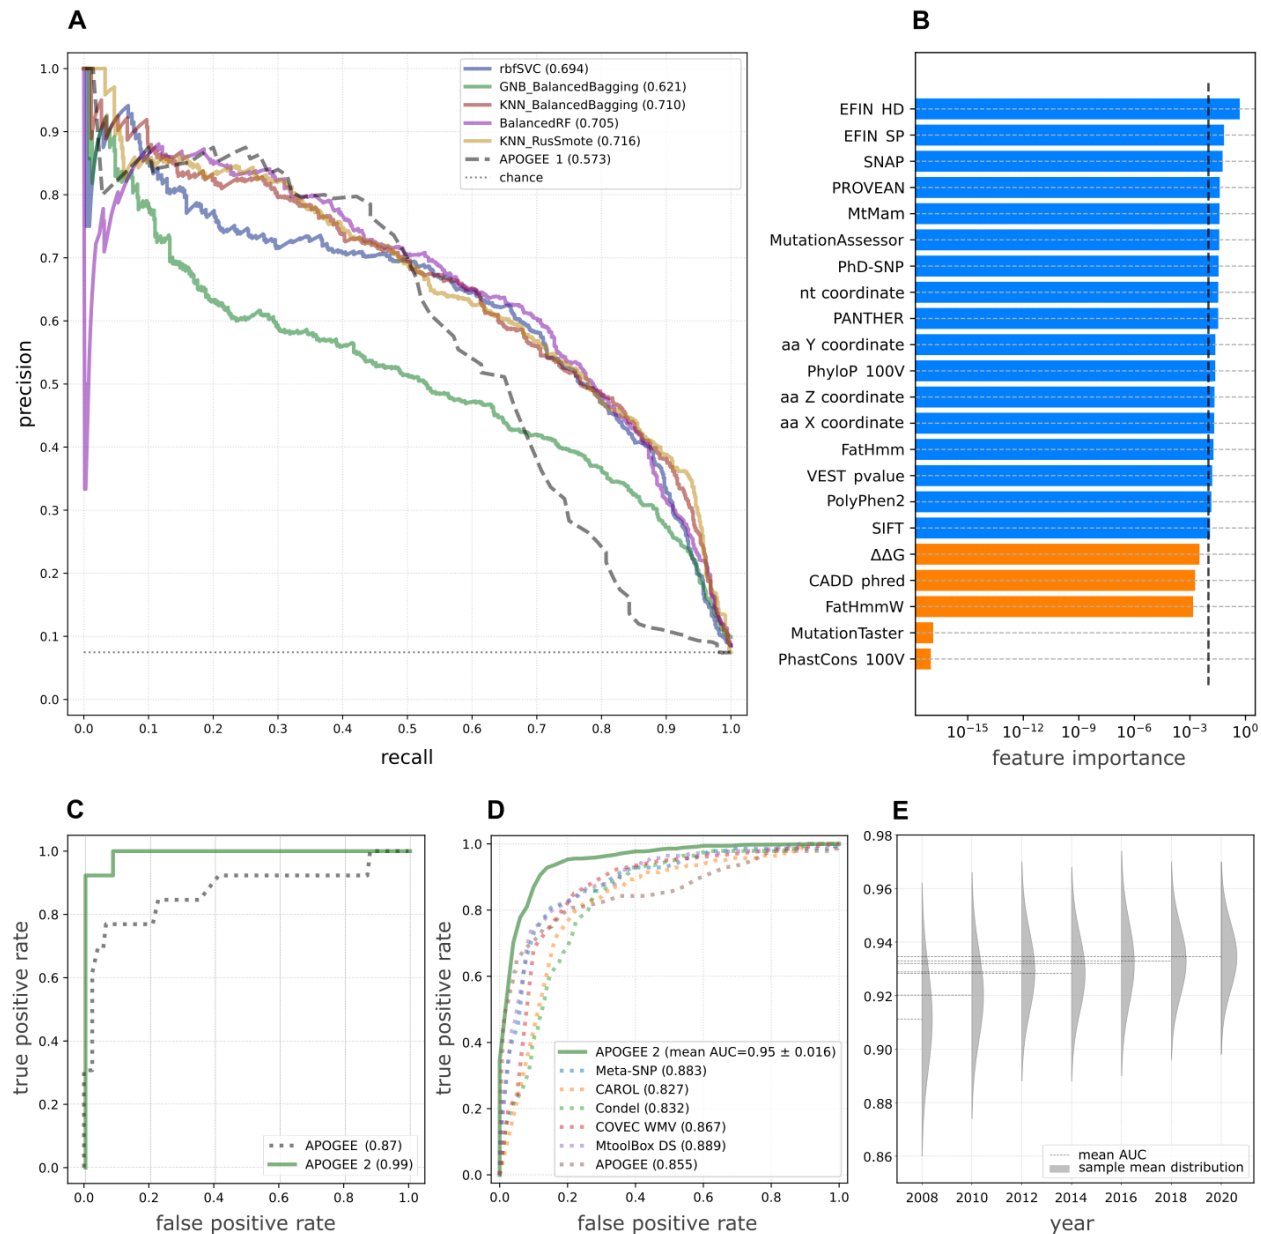 A
1.0
0.9
0.8
0.7
0.6
0.5
0.4
0.3
0.2
0.1
0.0
precision
rbfSVC (0.694)
GNB_BalancedBagging (0.621)
KNN_BalancedBagging (0.710)
BalancedRF (0.705)
KNN_RusSmote (0.716)
APOGEE 1 (0.573)
chance
0.0 0.1 0.2 0.3 0.4 0.5 0.6 0.7 0.8 0.9 1.0
recall
B
EFIN HD
EFIN SP
SNAP
PROVEAN
MtMam
MutationAssessor
PhD-SNP
nt coordinate
PANTHER
aa Y coordinate
PhyloP 100V
aa Z coordinate
aa X coordinate
FatHmm
VEST pvalue
PolyPhen2
SIFT
ΔΔG
CADD phred
FatHmmW
MutationTaster
PhastCons 100V
10⁻¹⁵ 10⁻¹² 10⁻⁹ 10⁻⁶ 10⁻³ 10⁰
feature importance
C
1.0
0.8
0.6
0.4
0.2
0.0
true positive rate
APOGEE (0.87)
APOGEE 2 (0.99)
0.0 0.2 0.4 0.6 0.8 1.0
false positive rate
D
1.0
0.8
0.6
0.4
0.2
0.0
true positive rate
APOGEE 2 (mean AUC=0.95 ± 0.016)
Meta-SNP (0.883)
CAROL (0.827)
Condel (0.832)
COVEC WMV (0.867)
MtoolBox DS (0.889)
APOGEE (0.855)
0.0 0.2 0.4 0.6 0.8 1.0
false positive rate
E
0.98
0.96
0.94
0.92
0.90
0.88
0.86
mean AUC
sample mean distribution
2008 2010 2012 2014 2016 2018 2020
year